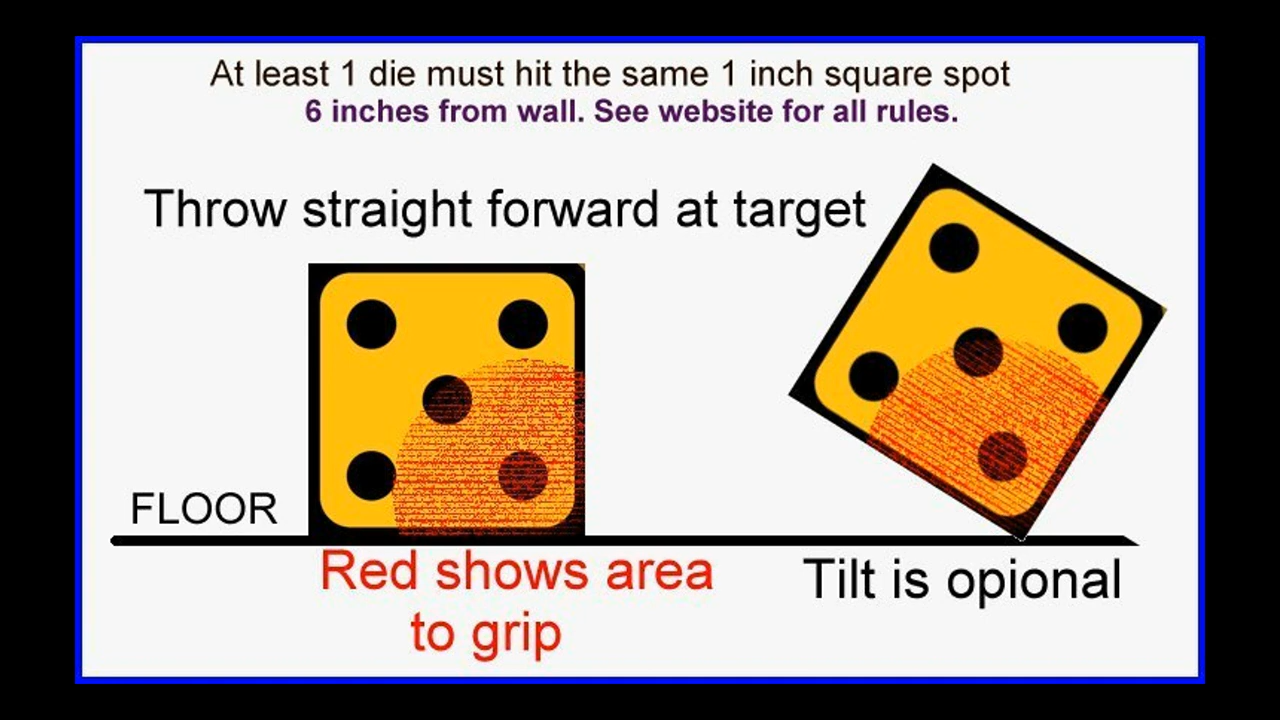 At least 1 die must hit the same 1 inch square spot
6 inches from wall. See website for all rules.
Throw straight forward at target
FLOOR
Red shows area
to grip
Tilt is opional